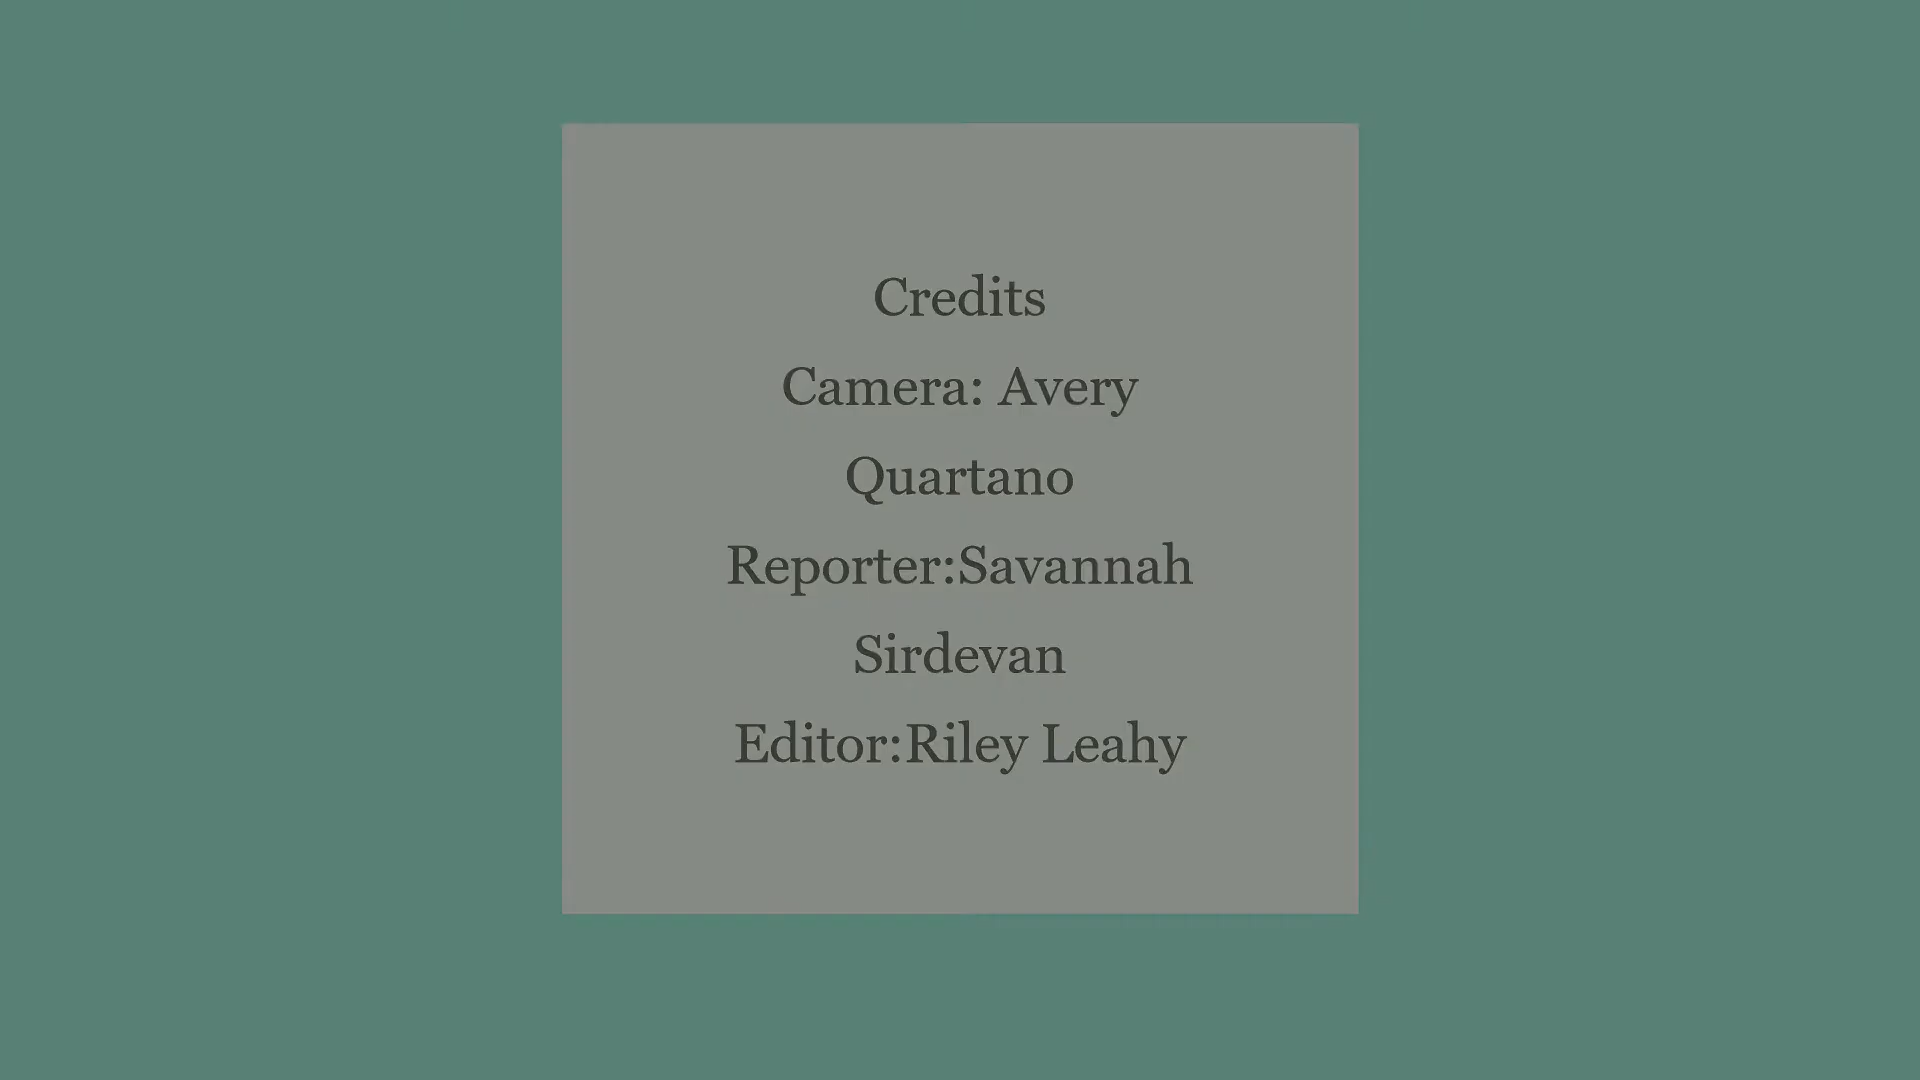 Credits
Camera: Avery
Quartano
Reporter:Savannah
Sirdevan
Editor:Riley Leahy